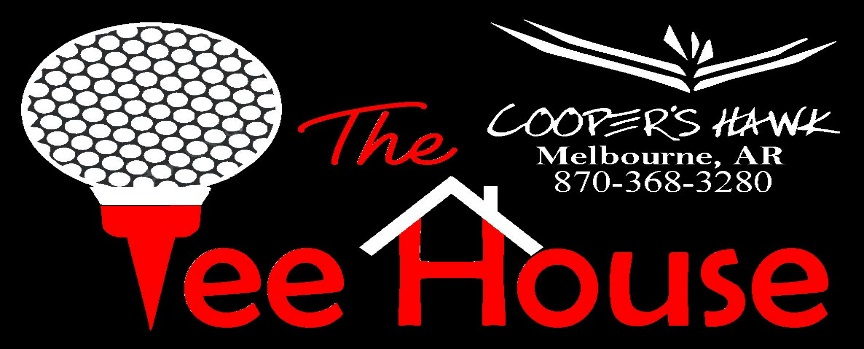 The
Tee House
COOPER'S HAWK
Melbourne, AR
870-368-3280